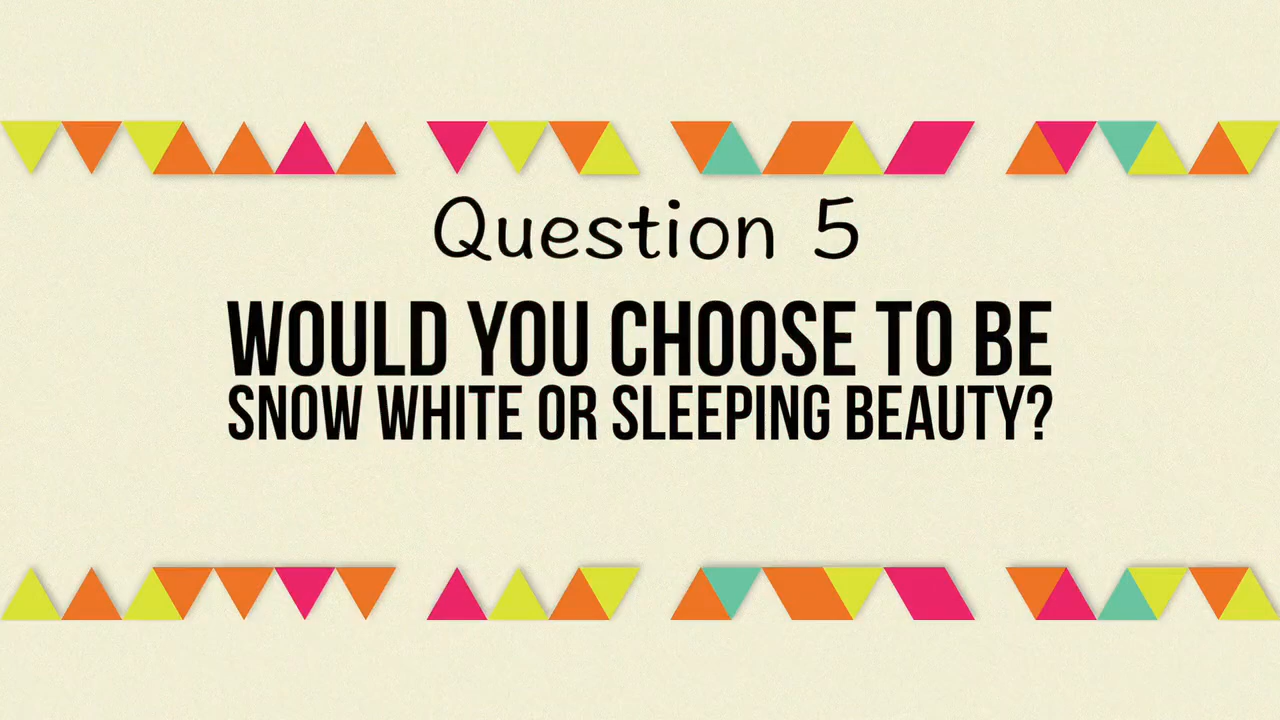 Question 5
WOULD YOU CHOOSE TO BE
SNOW WHITE OR SLEEPING BEAUTY?